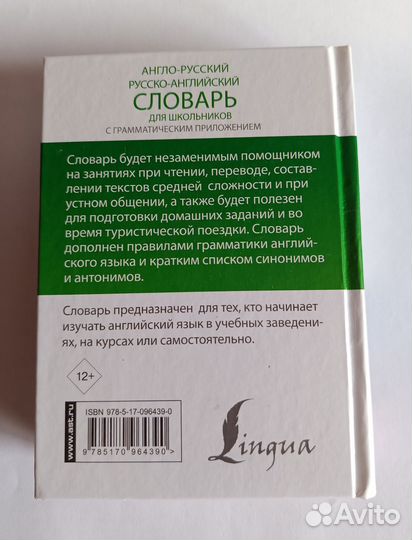 АНГЛО-РУССКИЙ
РУССКО-АНГЛИЙСКИЙ
СЛОВАРЬ
ДЛЯ ШКОЛЬНИКОВ
С ГРАММАТИЧЕСКИМ ПРИЛОЖЕНИЕМ
Словарь будет незаменимым помощником
на занятиях при чтении, переводе, состав-
лении текстов средней сложности и при
устном общении, а также будет полезен
для подготовки домашних заданий и во
время туристической поездки. Словарь
дополнен правилами грамматики англий-
ского языка и кратким списком синонимов
и антонимов.
Словарь предназначен для тех, кто начинает
изучать английский язык в учебных заведени-
ях, на курсах или самостоятельно.
12+
www.ast.ru
ISBN 978-5-17-096439-0
9 785170 964390 >
Lingua
Avito